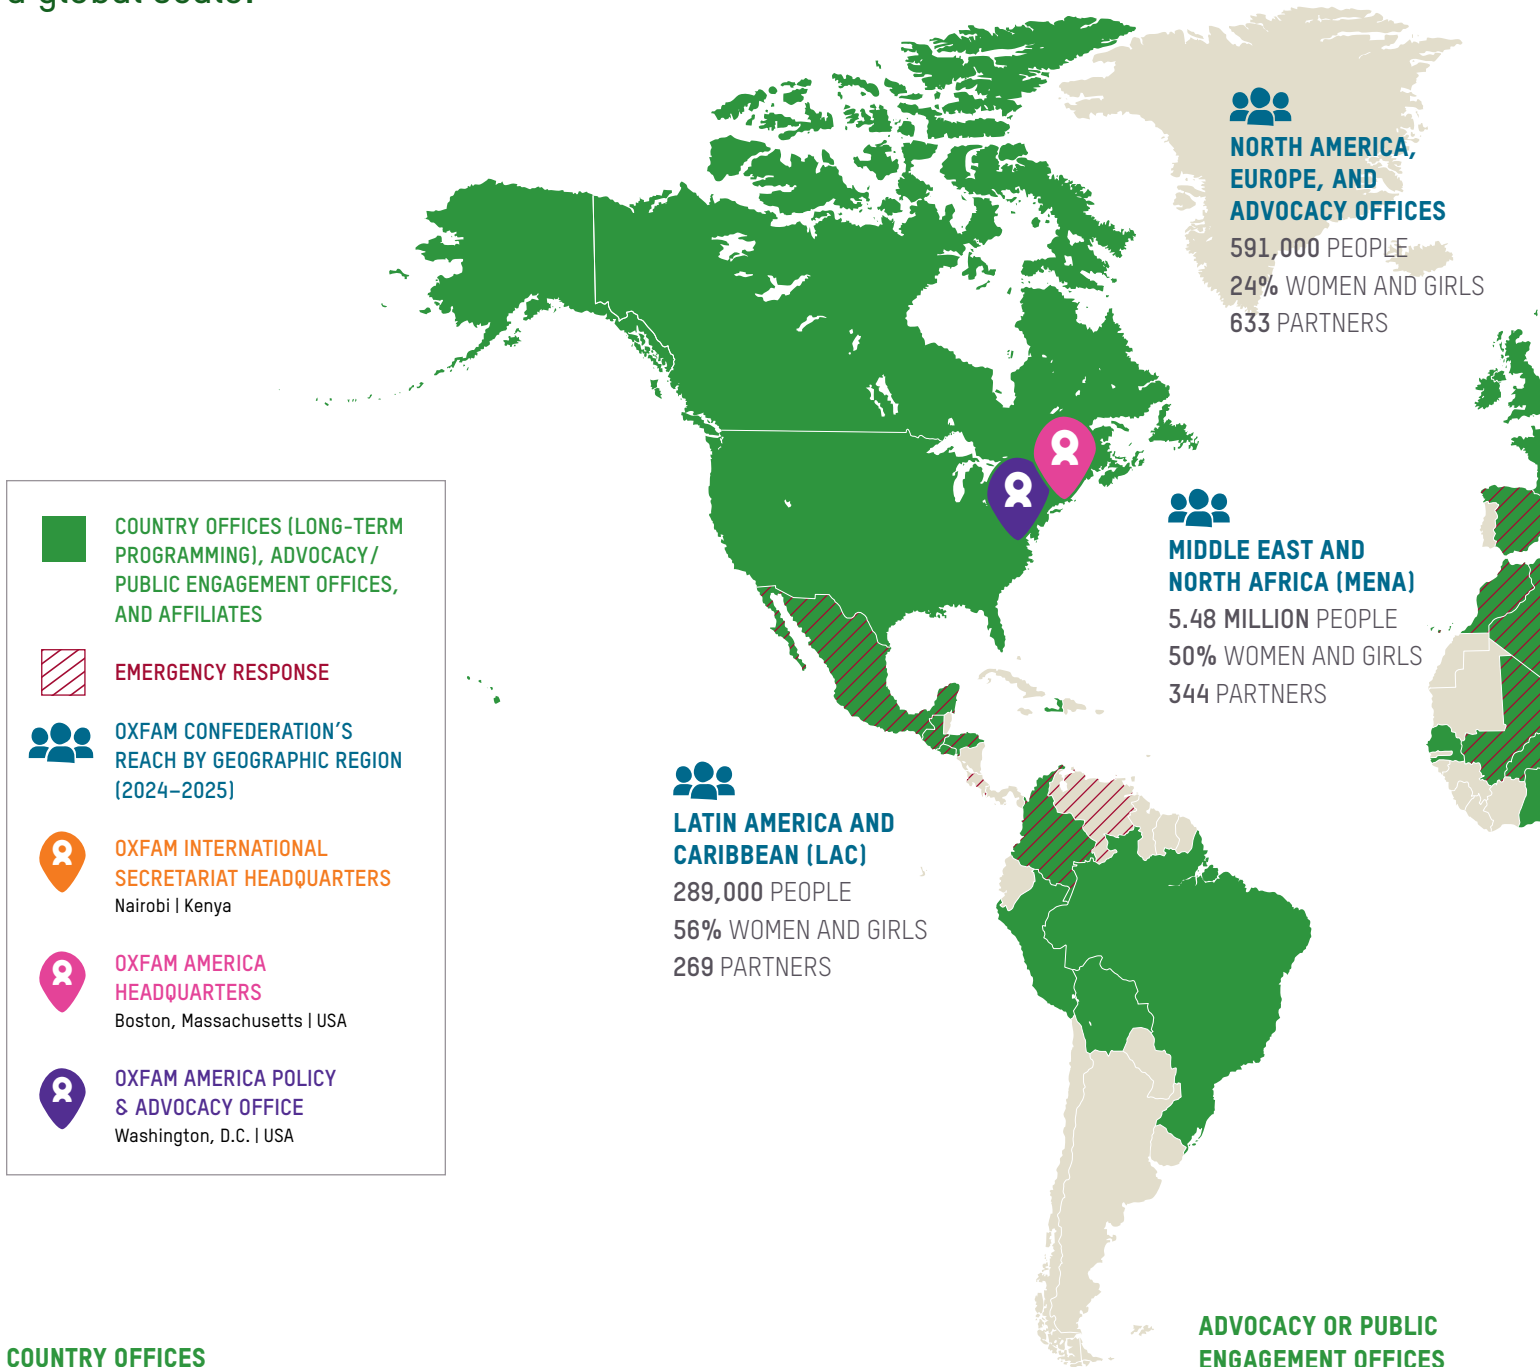 a global scale.
NORTH AMERICA,
EUROPE, AND
ADVOCACY OFFICES
591,000 PEOPLE
24% WOMEN AND GIRLS
633 PARTNERS
COUNTRY OFFICES (LONG-TERM
PROGRAMMING), ADVOCACY/
PUBLIC ENGAGEMENT OFFICES,
AND AFFILIATES
EMERGENCY RESPONSE
OXFAM CONFEDERATION'S
REACH BY GEOGRAPHIC REGION
(2024–2025)
OXFAM INTERNATIONAL
SECRETARIAT HEADQUARTERS
Nairobi | Kenya
OXFAM AMERICA
HEADQUARTERS
Boston, Massachusetts | USA
OXFAM AMERICA POLICY
& ADVOCACY OFFICE
Washington, D.C. | USA
MIDDLE EAST AND
NORTH AFRICA (MENA)
5.48 MILLION PEOPLE
50% WOMEN AND GIRLS
344 PARTNERS
LATIN AMERICA AND
CARIBBEAN (LAC)
289,000 PEOPLE
56% WOMEN AND GIRLS
269 PARTNERS
COUNTRY OFFICES
ADVOCACY OR PUBLIC
ENGAGEMENT OFFICES